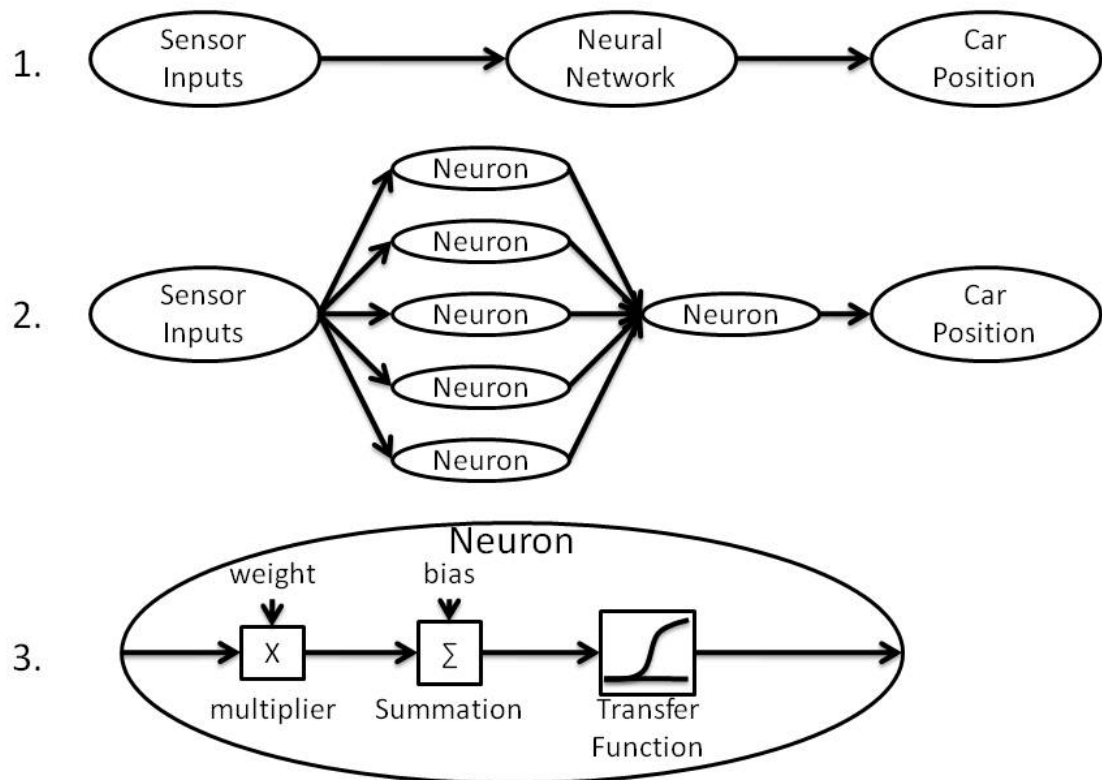 1.
Sensor
Inputs
Neural
Network
Car
Position
Neuron
Neuron
2.
Sensor
Inputs
Neuron
Neuron
Car
Position
Neuron
Neuron
Neuron
weight
bias
3.
X
Σ
multiplier
Summation
Transfer
Function